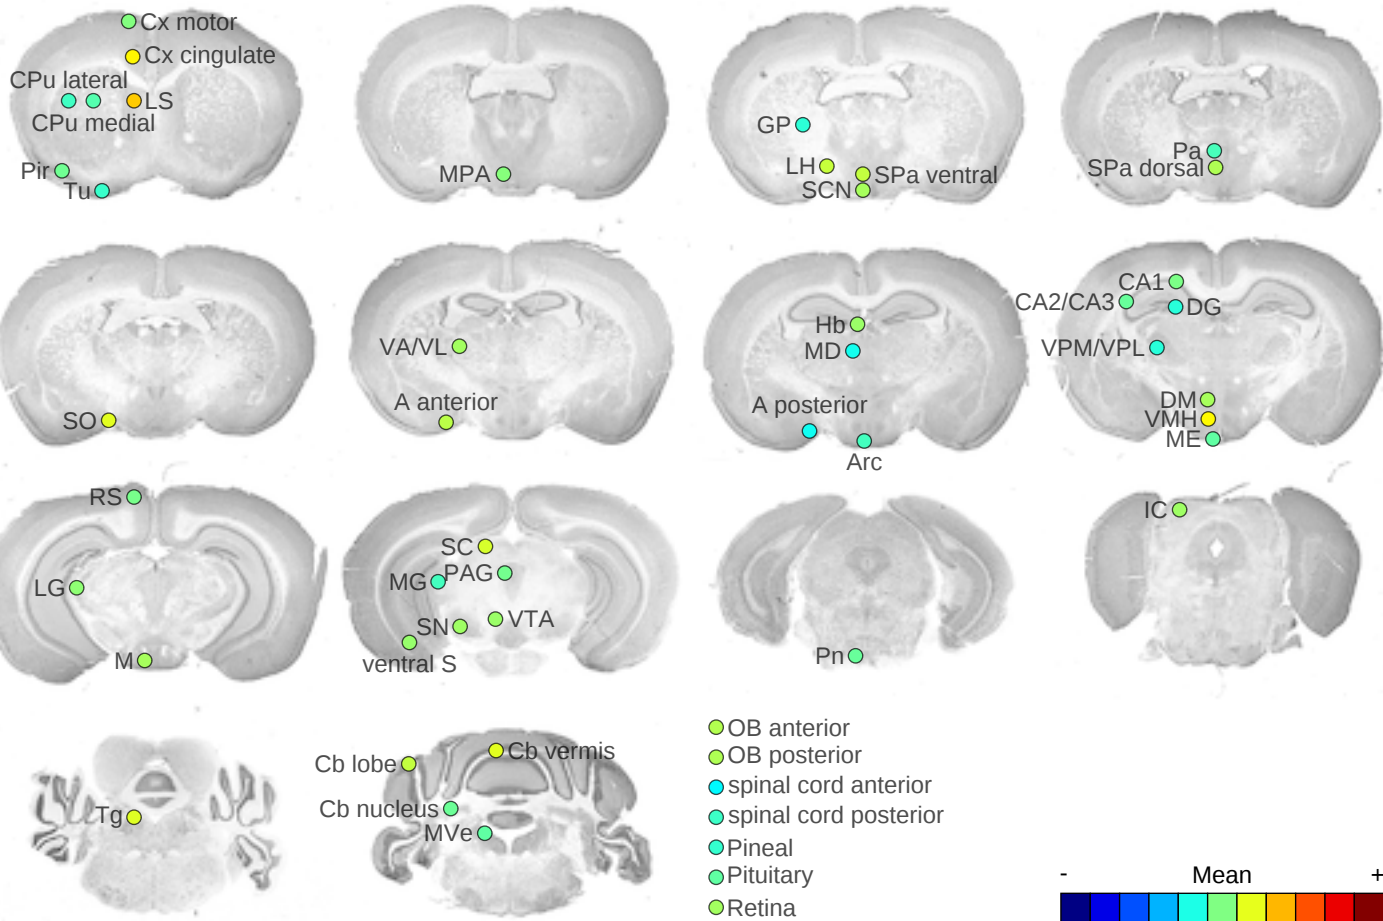 Cx motor
Cx cingulate
CPu lateral
LS
CPu medial
Pir
Tu
MPA
GP
LH
SPa ventral
SCN
Pa
SPa dorsal
SO
VA/VL
A anterior
Hb
MD
A posterior
Arc
CA1
CA2/CA3
DG
VPM/VPL
DM
VMH
ME
RS
LG
M
SC
MG
PAG
SN
VTA
ventral S
Pn
IC
Tg
Cb lobe
Cb vermis
Cb nucleus
MVe
OB anterior
OB posterior
spinal cord anterior
spinal cord posterior
Pineal
Pituitary
Retina
- Mean +